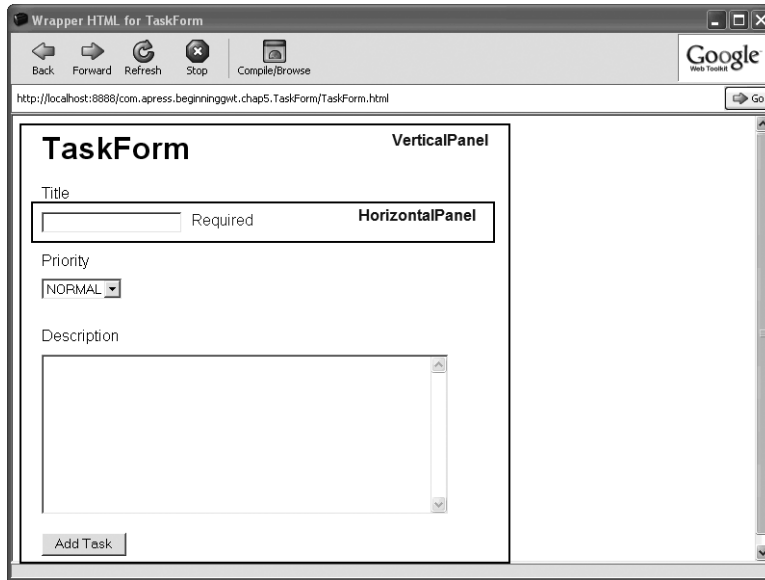 Wrapper HTML for TaskForm
Back Forward Refresh Stop Compile/Browse
Google
Web Toolkit
http://localhost:8888/com.apress.beginninggwt.chap5.TaskForm/TaskForm.html Go
TaskForm VerticalPanel
Title
Required HorizontalPanel
Priority
NORMAL
Description
Add Task